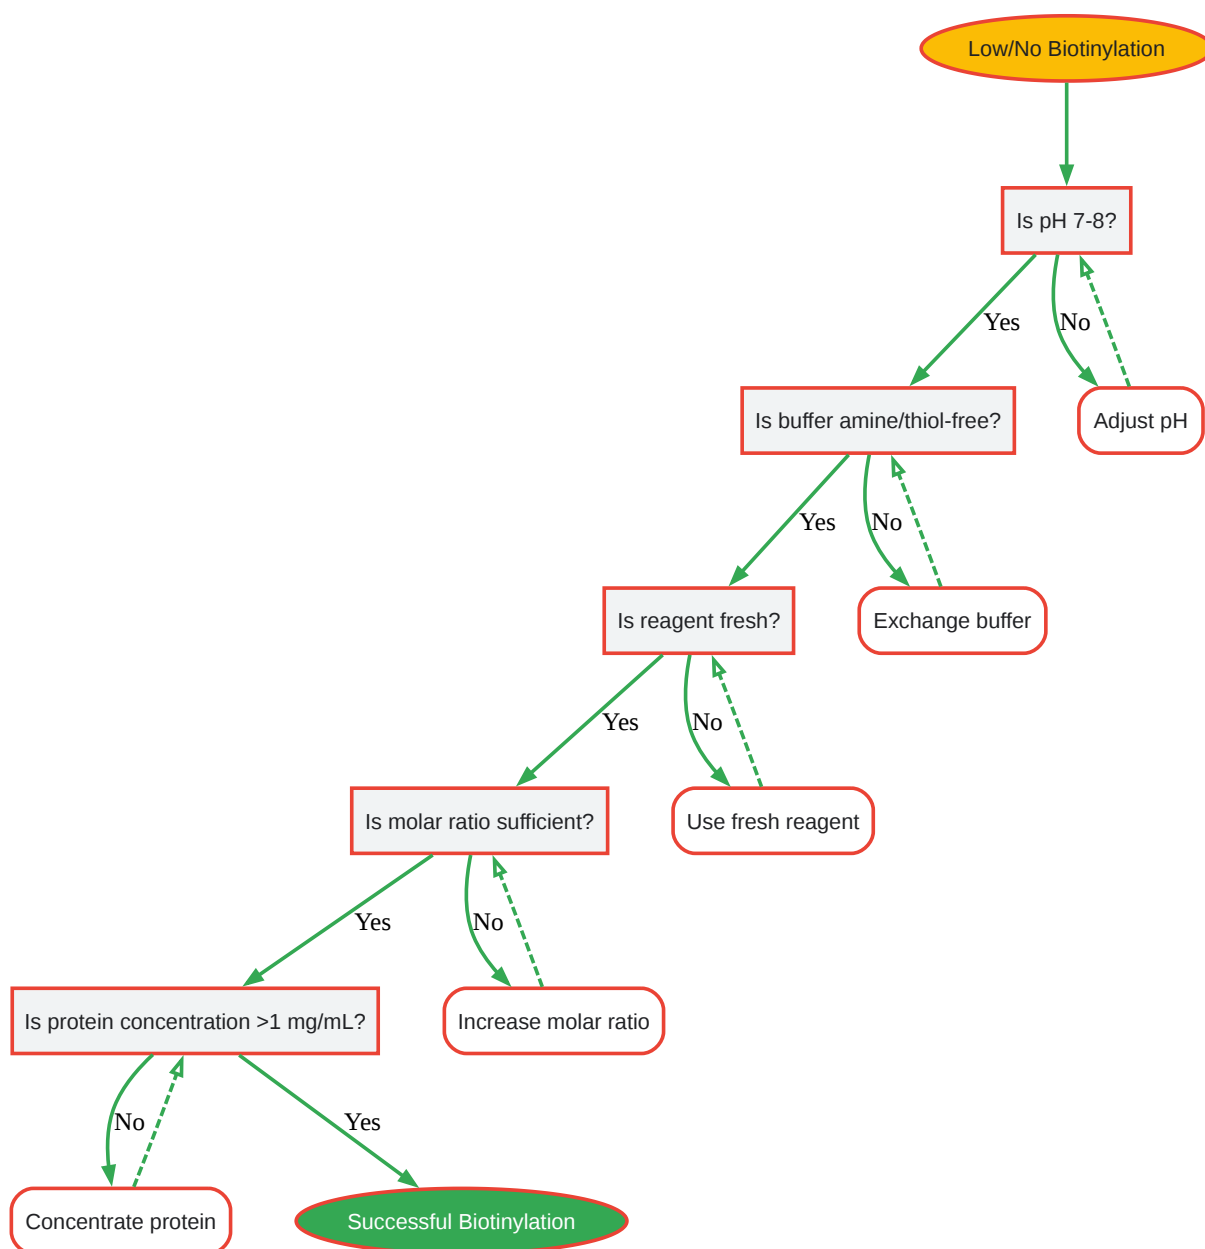 Low/No Biotinylation
Is pH 7-8?
Yes
No
Is buffer amine/thiol-free?
Adjust pH
Yes
No
Is reagent fresh?
Exchange buffer
Yes
No
Is molar ratio sufficient?
Use fresh reagent
Yes
No
Is protein concentration >1 mg/mL?
Increase molar ratio
No
Yes
Concentrate protein
Successful Biotinylation